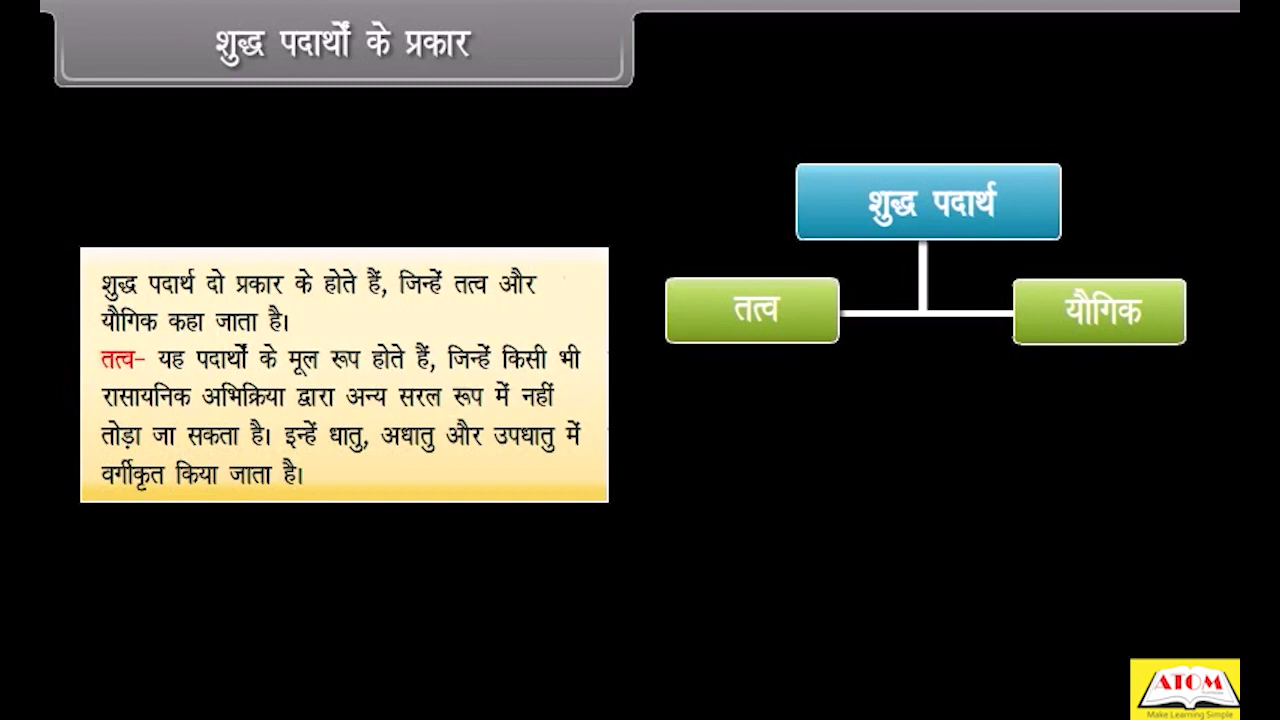 शुद्ध पदार्थों के प्रकार
शुद्ध पदार्थ
तत्व
यौगिक
शुद्ध पदार्थ दो प्रकार के होते हैं, जिन्हें तत्व और
यौगिक कहा जाता है।
तत्व- यह पदार्थों के मूल रूप होते हैं, जिन्हें किसी भी
रासायनिक अभिक्रिया द्वारा अन्य सरल रूप में नहीं
तोड़ा जा सकता है। इन्हें धातु, अधातु और उपधातु में
वर्गीकृत किया जाता है।
ATOM
Make Learning Simple